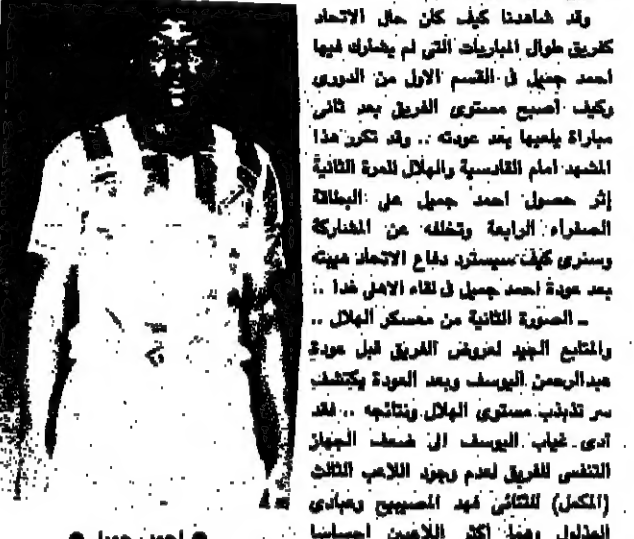 وقد شاهدنا كيف كان حال الاتحاد
كفريق طوال المباريات التي لم يشارك فيها
احمد جميل في القسم الاول من الدوري
وكيف أصبح مستوى الفريق بعد ثاني
مباراة يلعبها بعد عودته .. وقد تكرر هذا
المشهد امام القادسية والهلال للمرة الثانية
إثر حصول احمد جميل على البطاقة
الصفراء الرابعة وتخلفه عن المشاركة
وسنرى كيف سيسترد دفاع الاتحاد هيبته
بعد عودة احمد جميل في لقاء الاهلي غدا ..
ـ الصورة الثانية من معسكر الهلال ..
والمتابع الجيد لعروض الفريق قبل عودة
عبدالرحمن اليوسف وبعد العودة يكتشف
سر تذبذب مستوى الهلال ونتائجه .. فقد
أدى غياب اليوسف الى ضعف الجهاز
التنفسي للفريق لعدم وجود اللاعب الثالث
(المكمل) للثنائي فهد المصيبيح وعبادي
الهذلول وهما اكثر اللاعبين احساسا
● احمد جميل ●